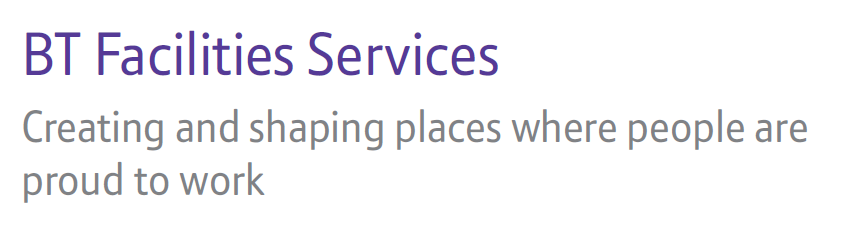 BT Facilities Services
Creating and shaping places where people are
proud to work